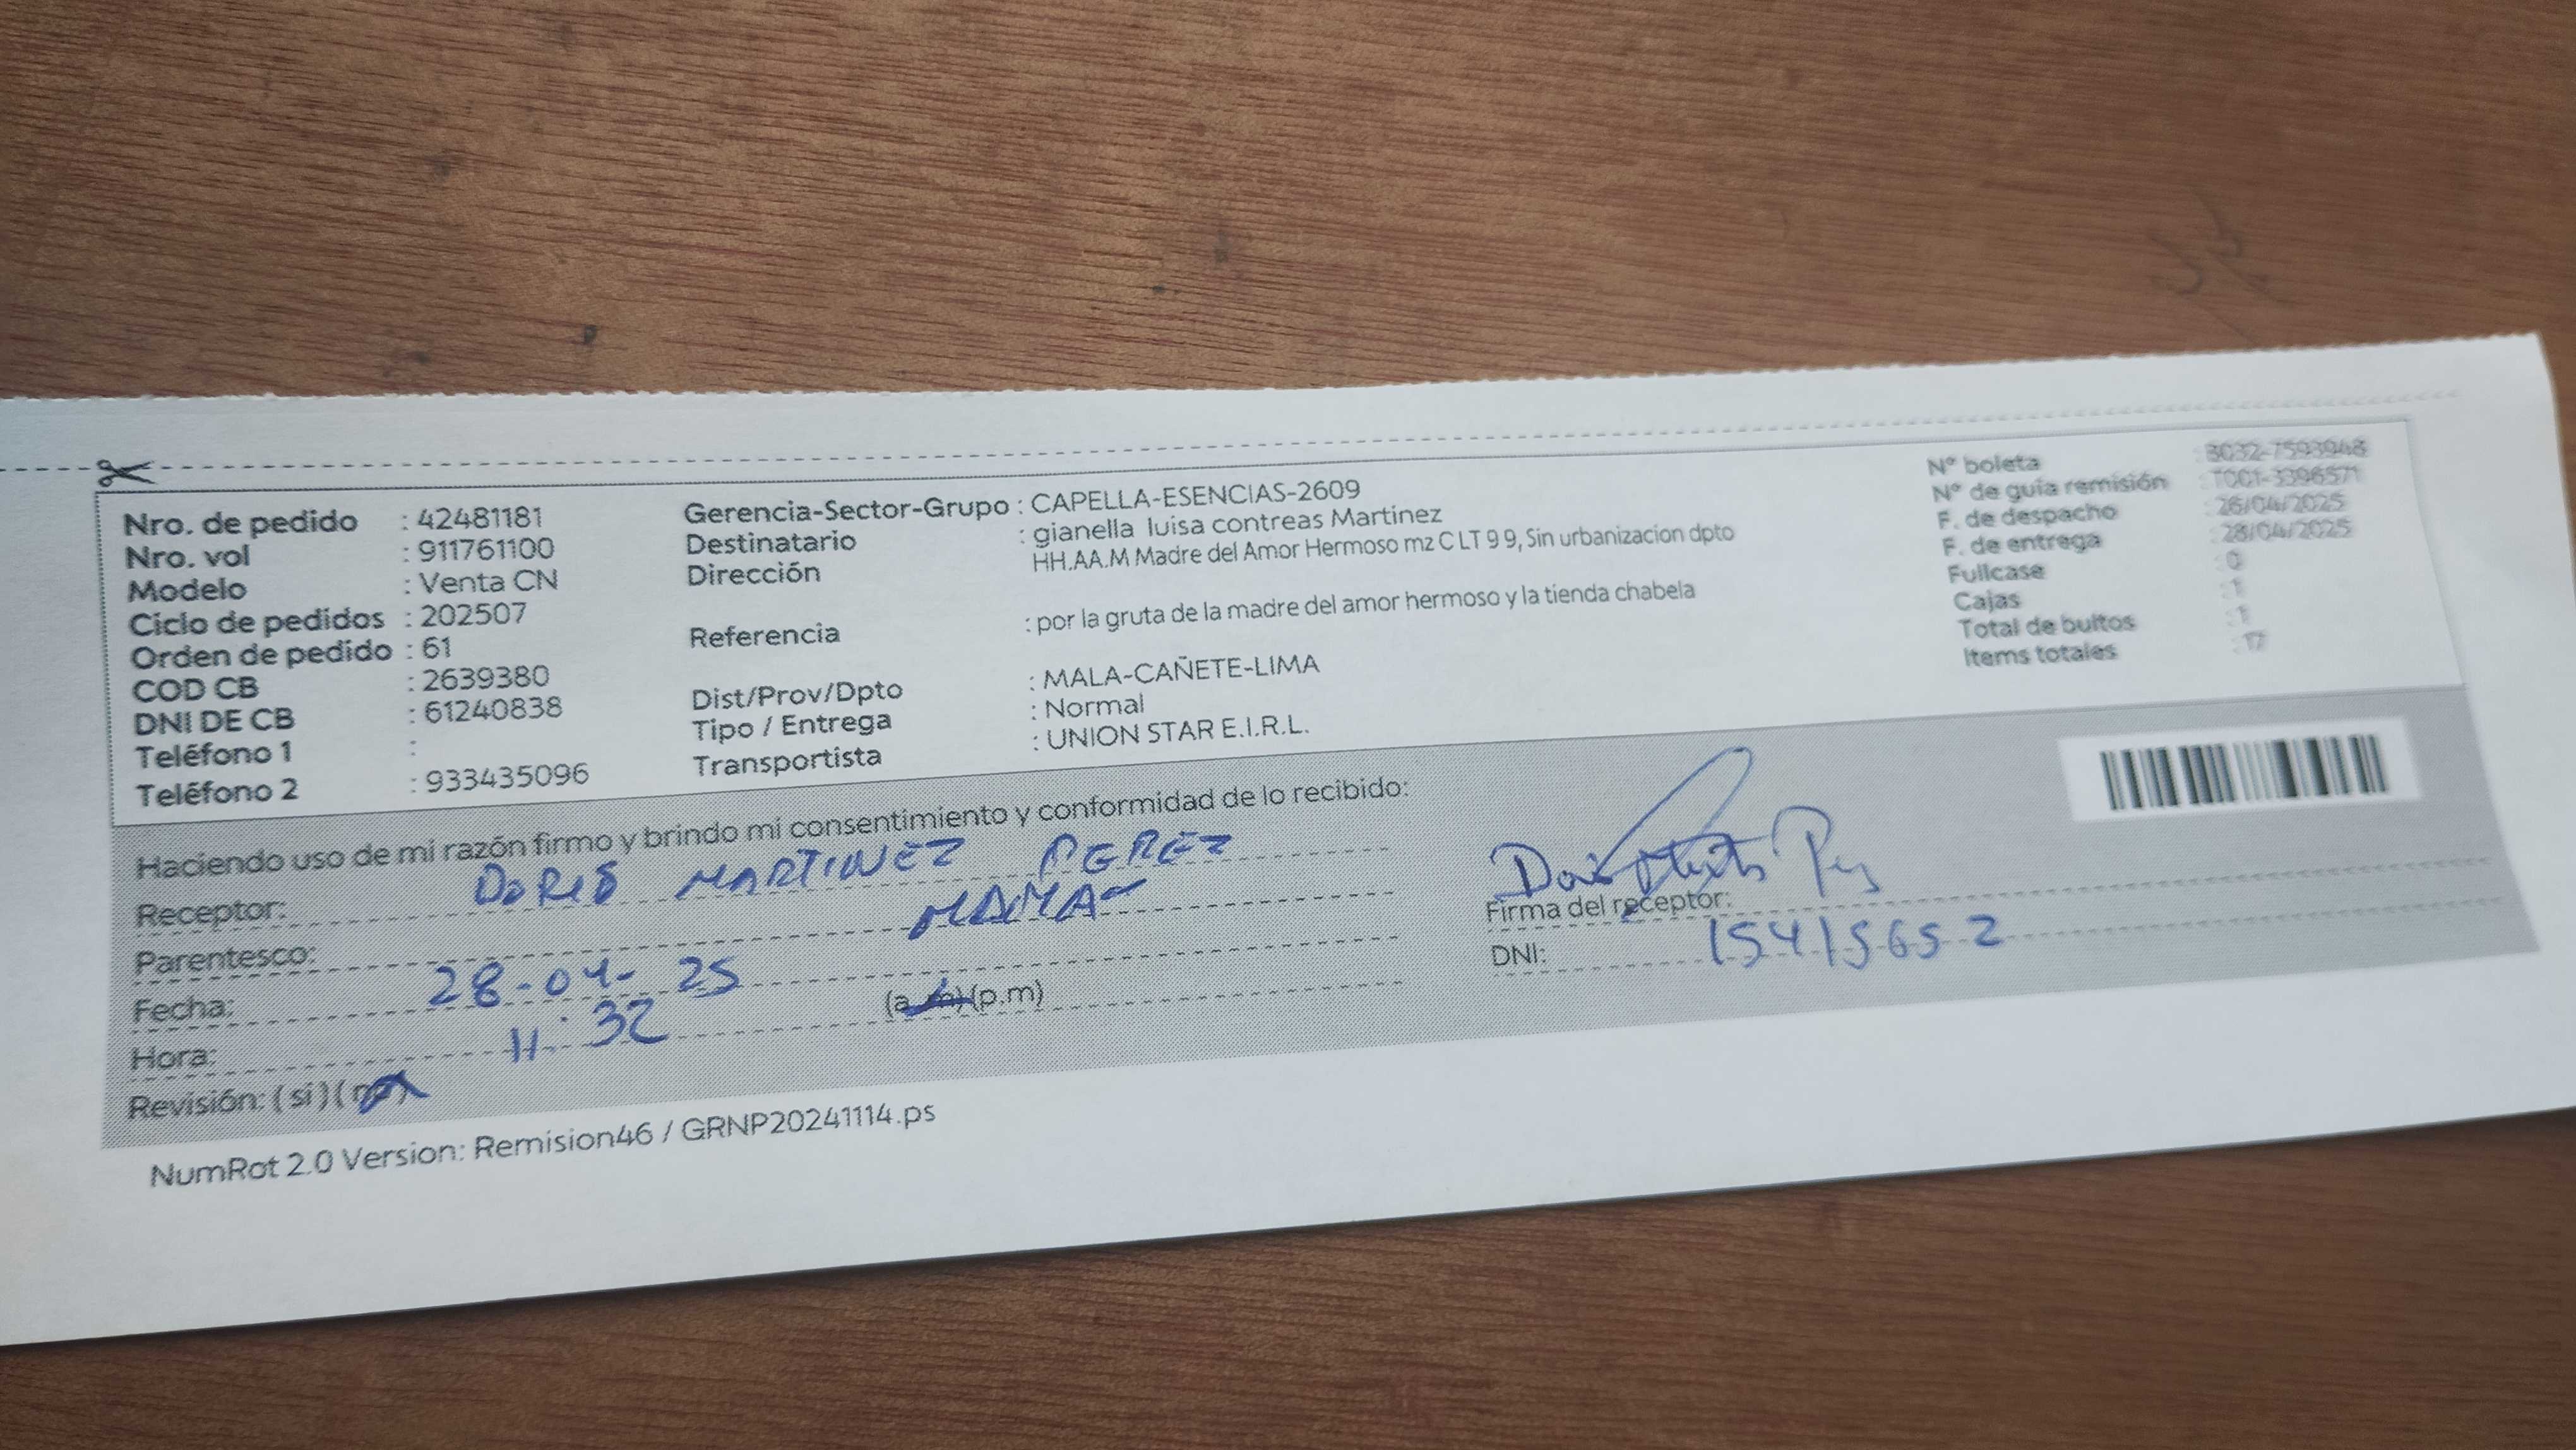 Nro. de pedido : 42481181
Nro. vol : 911761100
Modelo : Venta CN
Ciclo de pedidos : 202507
Orden de pedido : 61
COD CB : 2639380
DNI DE CB : 61240838
Teléfono 1 :
Teléfono 2 : 933435096
Gerencia-Sector-Grupo : CAPELLA-ESENCIAS-2609
Destinatario : gianella luisa contreas Martinez
Dirección HH.AA.M Madre del Amor Hermoso mz C LT 9 9, Sin urbanizacion dpto
Referencia : por la gruta de la madre del amor hermoso y la tienda chabela
Dist/Prov/Dpto : MALA-CAÑETE-LIMA
Tipo / Entrega : Normal
Transportista : UNION STAR E.I.R.L.
N° boleta : B032-7593948
N° de guía remisión : T001-3396571
F. de despacho : 26/04/2025
F. de entrega : 28/04/2025
Fullcase : 0
Cajas : 1
Total de bultos : 1
Items totales : 17
Haciendo uso de mi razón firmo y brindo mi consentimiento y conformidad de lo recibido:
Receptor: DORIS MARTINEZ PEREZ
Parentesco: MAMA
Fecha: 28-04-25
Hora: 11:32 (a.m)(p.m)
Revisión: (si)(no)
Firma del receptor:
DNI: 15415652
NumRot 2.0 Version: Remision46 / GRNP20241114.ps